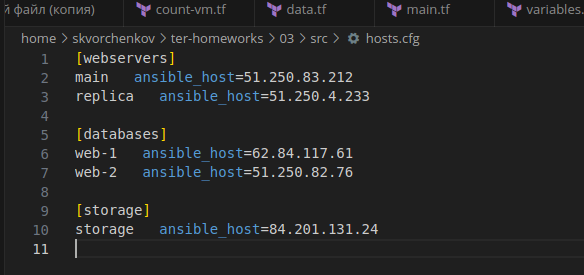 й файл (копия) count-vm.tf data.tf main.tf variables.
home > skvorchenkov > ter-homeworks > 03 > src > hosts.cfg
1 [webservers]
2 main ansible_host=51.250.83.212
3 replica ansible_host=51.250.4.233
4
5 [databases]
6 web-1 ansible_host=62.84.117.61
7 web-2 ansible_host=51.250.82.76
8
9 [storage]
10 storage ansible_host=84.201.131.24
11